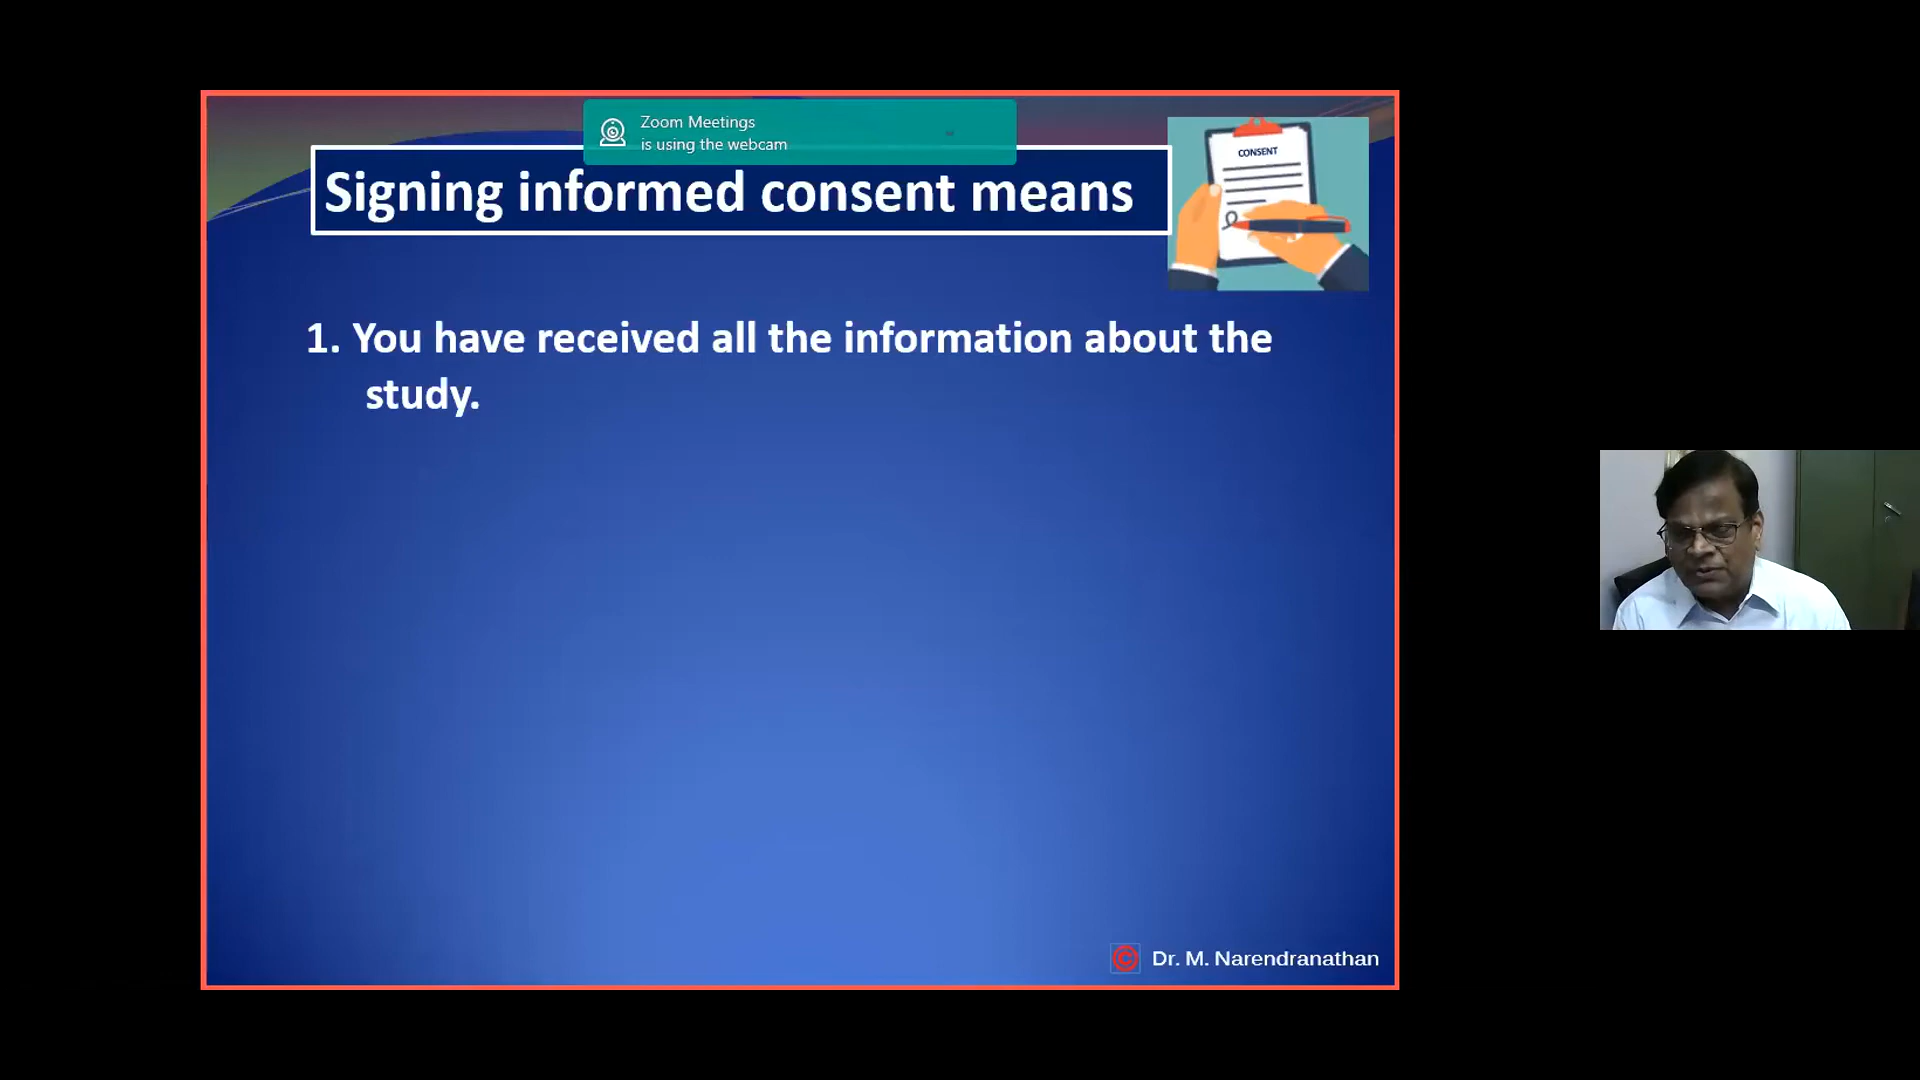 Zoom Meetings
is using the webcam
CONSENT
Signing informed consent means
1. You have received all the information about the
study.
© Dr. M. Narendranathan